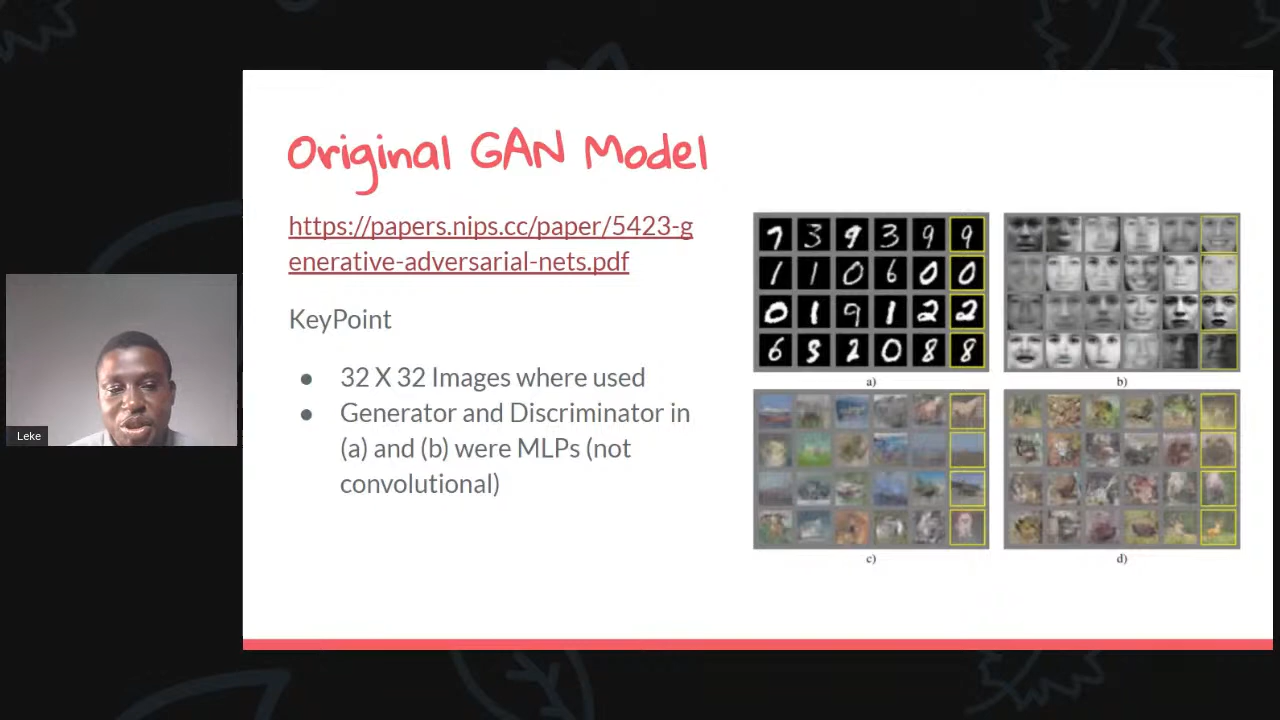 Original GAN Model
https://papers.nips.cc/paper/5423-g
enerative-adversarial-nets.pdf
KeyPoint
● 32 X 32 Images where used
● Generator and Discriminator in
(a) and (b) were MLPs (not
convolutional)
7 3 9 3 9 9
1 1 0 6 0 0
0 1 9 1 2 2
6 3 2 0 8 8
a)
b)
c)
d)
Leke